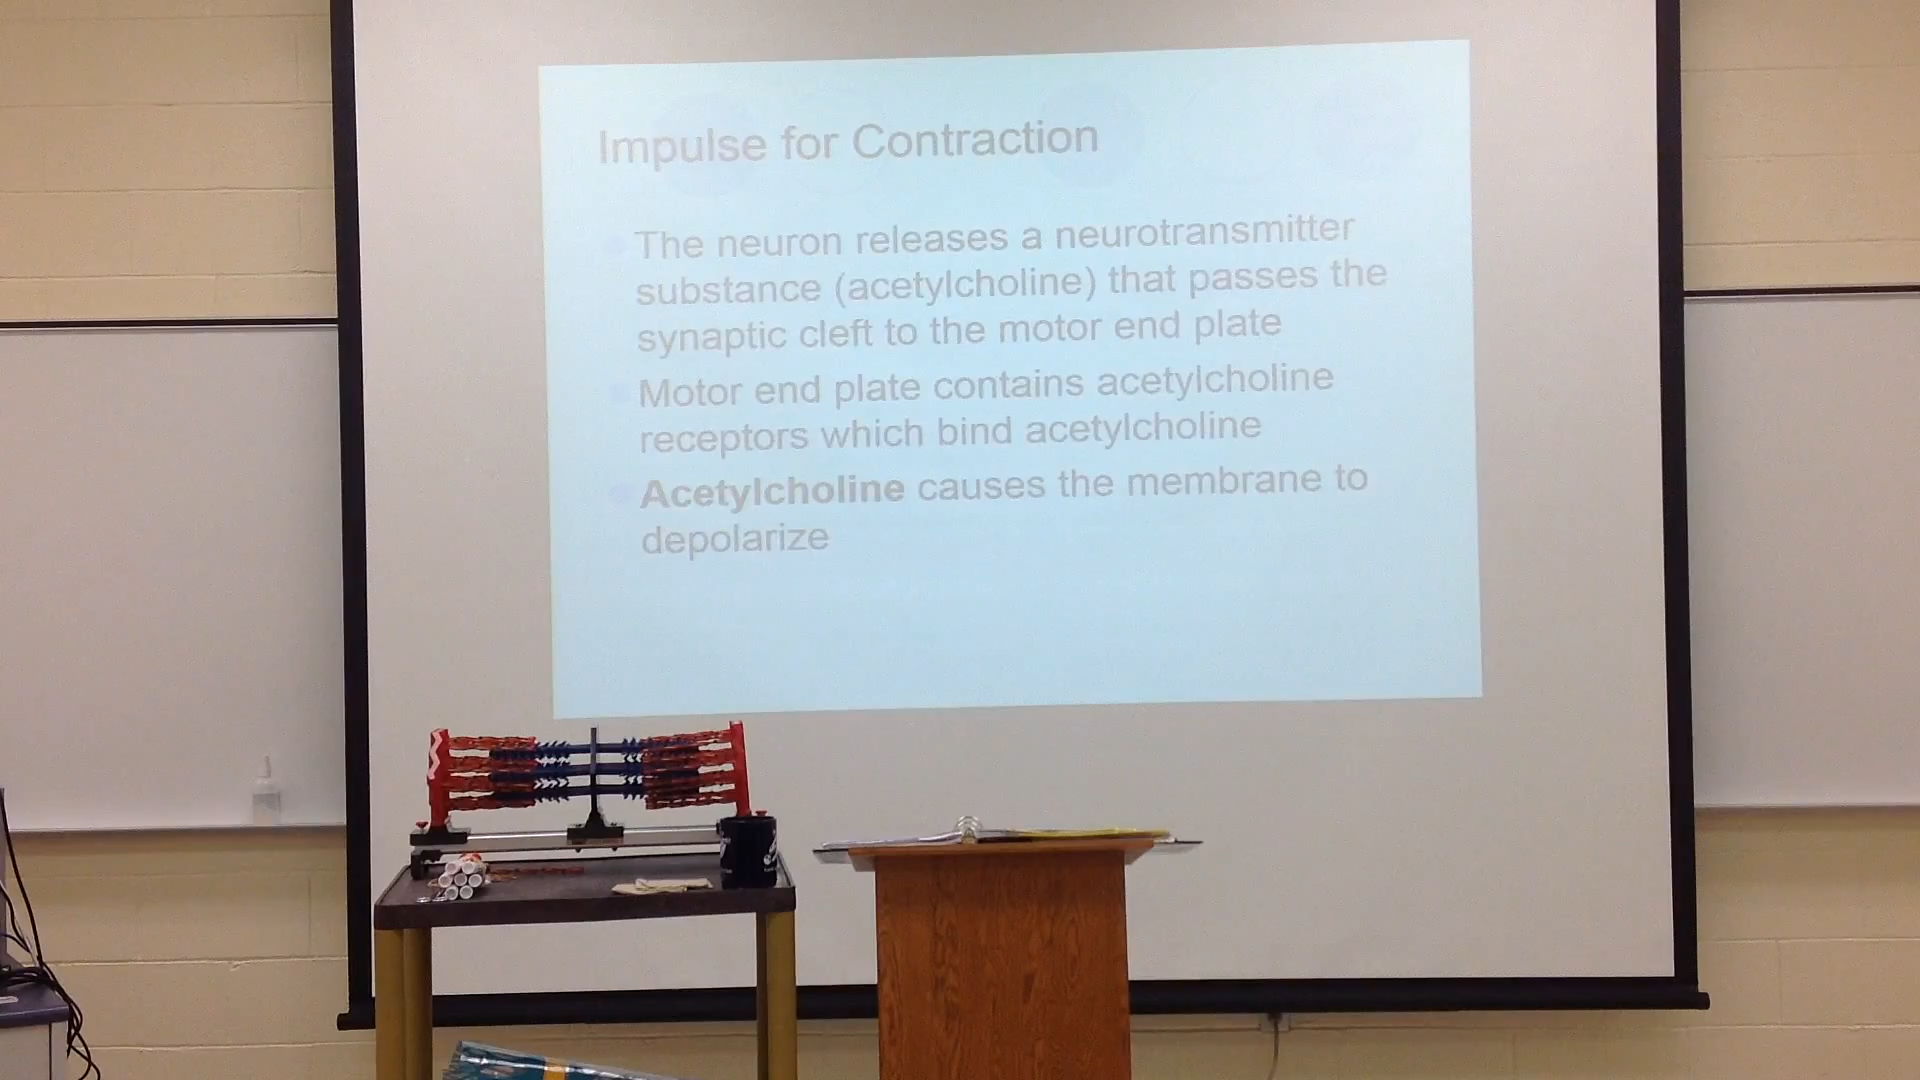 Impulse for Contraction
The neuron releases a neurotransmitter
substance (acetylcholine) that passes the
synaptic cleft to the motor end plate
Motor end plate contains acetylcholine
receptors which bind acetylcholine
Acetylcholine causes the membrane to
depolarize